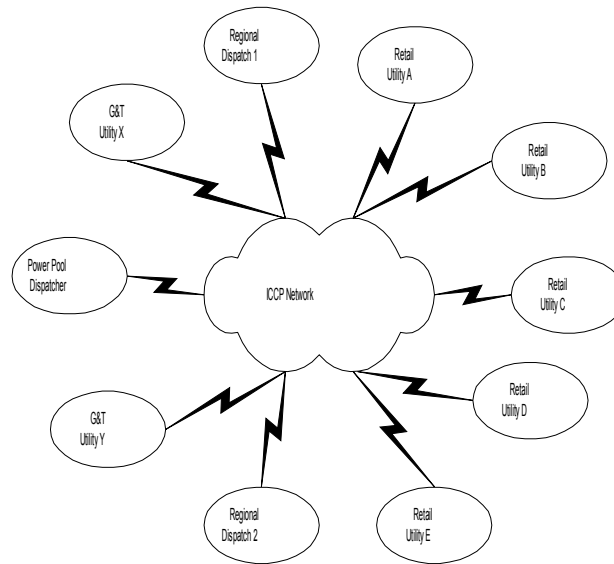 Regional
Dispatch 1
Retail
Utility A
G&T
Utility X
Retail
Utility B
Power Pool
Dispatcher
ICCP Network
Retail
Utility C
Retail
Utility D
G&T
Utility Y
Regional
Dispatch 2
Retail
Utility E